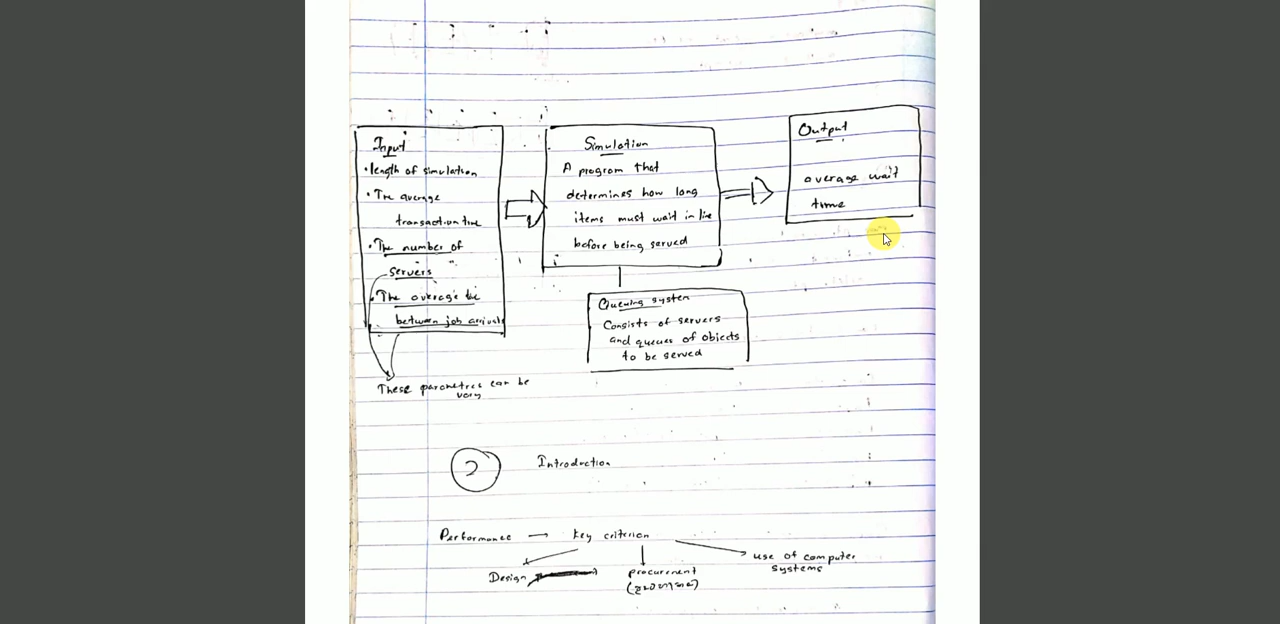 Input
• length of simulation
• The average
transaction time
• The number of
servers
• The average time
between job arrivals
These parametres can be
vary
Simulation
A program that
determines how long
items must wait in line
before being served
Queuing system
Consists of servers
and queues of objects
to be served
Output
average wait
time
2
Introduction
Performance → key criterion
Design
procurment
use of computer
systems